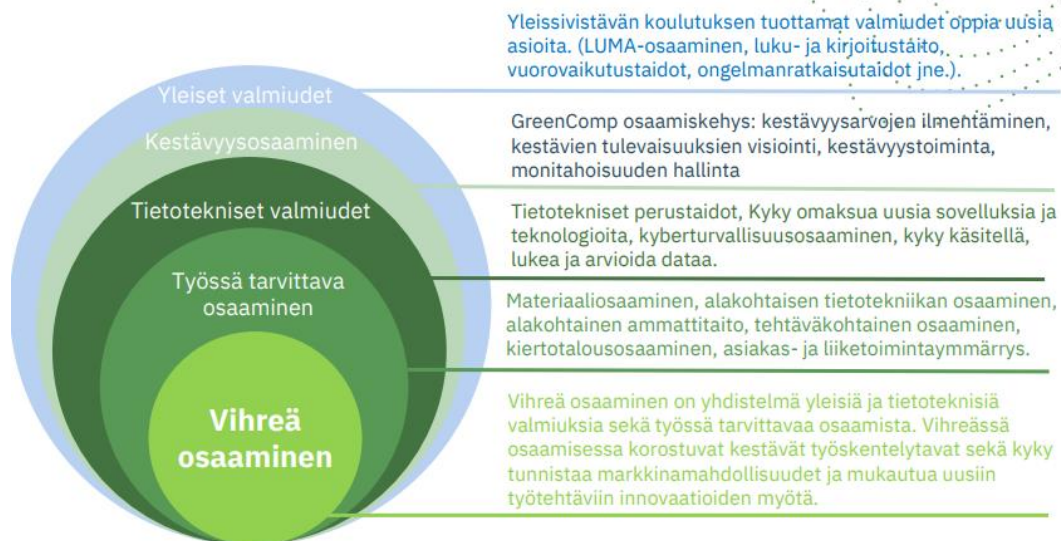 Yleissivistävän koulutuksen tuottamat valmiudet oppia uusia
asioita. (LUMA-osaaminen, luku- ja kirjoitustaito,
vuorovaikutustaidot, ongelmanratkaisutaidot jne.).
Yleiset valmiudet
GreenComp osaamiskehys: kestävyysarvojen ilmentäminen,
kestävien tulevaisuuksien visiointi, kestävyystoiminta,
monitahoisuuden hallinta
Kestävyysosaaminen
Tietotekniset perustaidot, Kyky omaksua uusia sovelluksia ja
teknologioita, kyberturvallisuusosaaminen, kyky käsitellä,
lukea ja arvioida dataa.
Tietotekniset valmiudet
Materiaaliosaaminen, alakohtaisen tietotekniikan osaaminen,
alakohtainen ammattitaito, tehtäväkohtainen osaaminen,
kiertotalousosaaminen, asiakas- ja liiketoimintaymmärrys.
Työssä tarvittava
osaaminen
Vihreä osaaminen on yhdistelmä yleisiä ja tietoteknisiä
valmiuksia sekä työssä tarvittavaa osaamista. Vihreässä
osaamisessa korostuvat kestävät työskentelytavat sekä kyky
tunnistaa markkinamahdollisuudet ja mukautua uusiin
työtehtäviin innovaatioiden myötä.
Vihreä
osaaminen